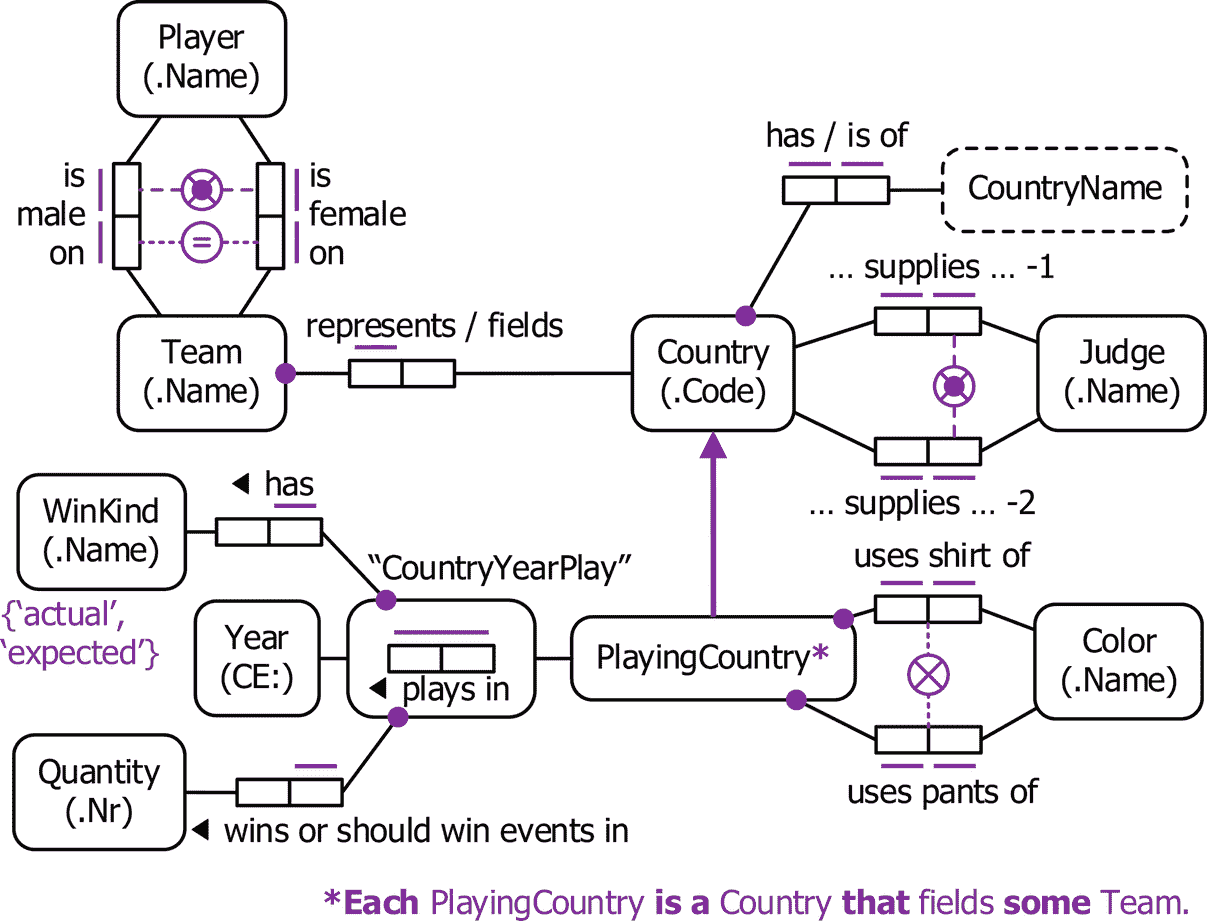 Player
(.Name)
is
male
on
is
female
on
Team
(.Name)
represents / fields
has / is of
CountryName
Country
(.Code)
... supplies ... -1
Judge
(.Name)
... supplies ... -2
WinKind
(.Name)
{‘actual’,
‘expected’}
◄ has
“CountryYearPlay”
Year
(CE:)
◄ plays in
PlayingCountry*
uses shirt of
Color
(.Name)
uses pants of
Quantity
(.Nr)
◄ wins or should win events in
*Each PlayingCountry is a Country that fields some Team.